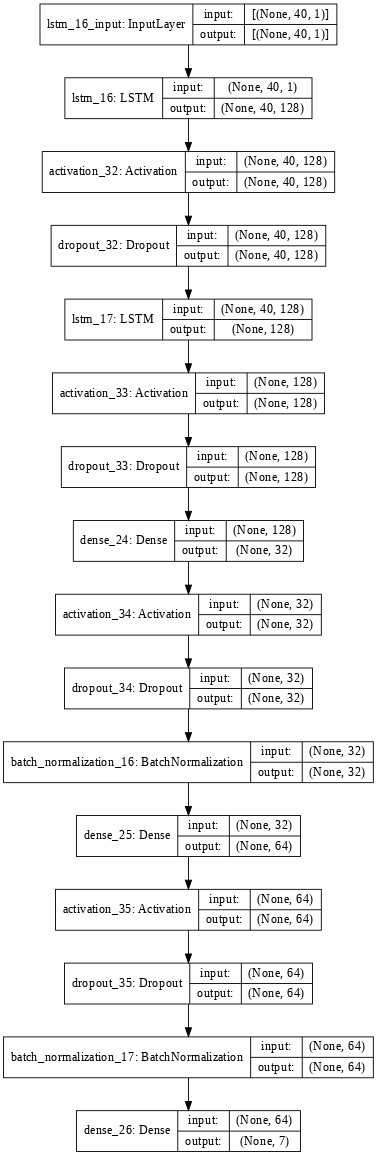 lstm_16_input: InputLayer input: [(None, 40, 1)]
output: [(None, 40, 1)]
lstm_16: LSTM input: (None, 40, 1)
output: (None, 40, 128)
activation_32: Activation input: (None, 40, 128)
output: (None, 40, 128)
dropout_32: Dropout input: (None, 40, 128)
output: (None, 40, 128)
lstm_17: LSTM input: (None, 40, 128)
output: (None, 128)
activation_33: Activation input: (None, 128)
output: (None, 128)
dropout_33: Dropout input: (None, 128)
output: (None, 128)
dense_24: Dense input: (None, 128)
output: (None, 32)
activation_34: Activation input: (None, 32)
output: (None, 32)
dropout_34: Dropout input: (None, 32)
output: (None, 32)
batch_normalization_16: BatchNormalization input: (None, 32)
output: (None, 32)
dense_25: Dense input: (None, 32)
output: (None, 64)
activation_35: Activation input: (None, 64)
output: (None, 64)
dropout_35: Dropout input: (None, 64)
output: (None, 64)
batch_normalization_17: BatchNormalization input: (None, 64)
output: (None, 64)
dense_26: Dense input: (None, 64)
output: (None, 7)